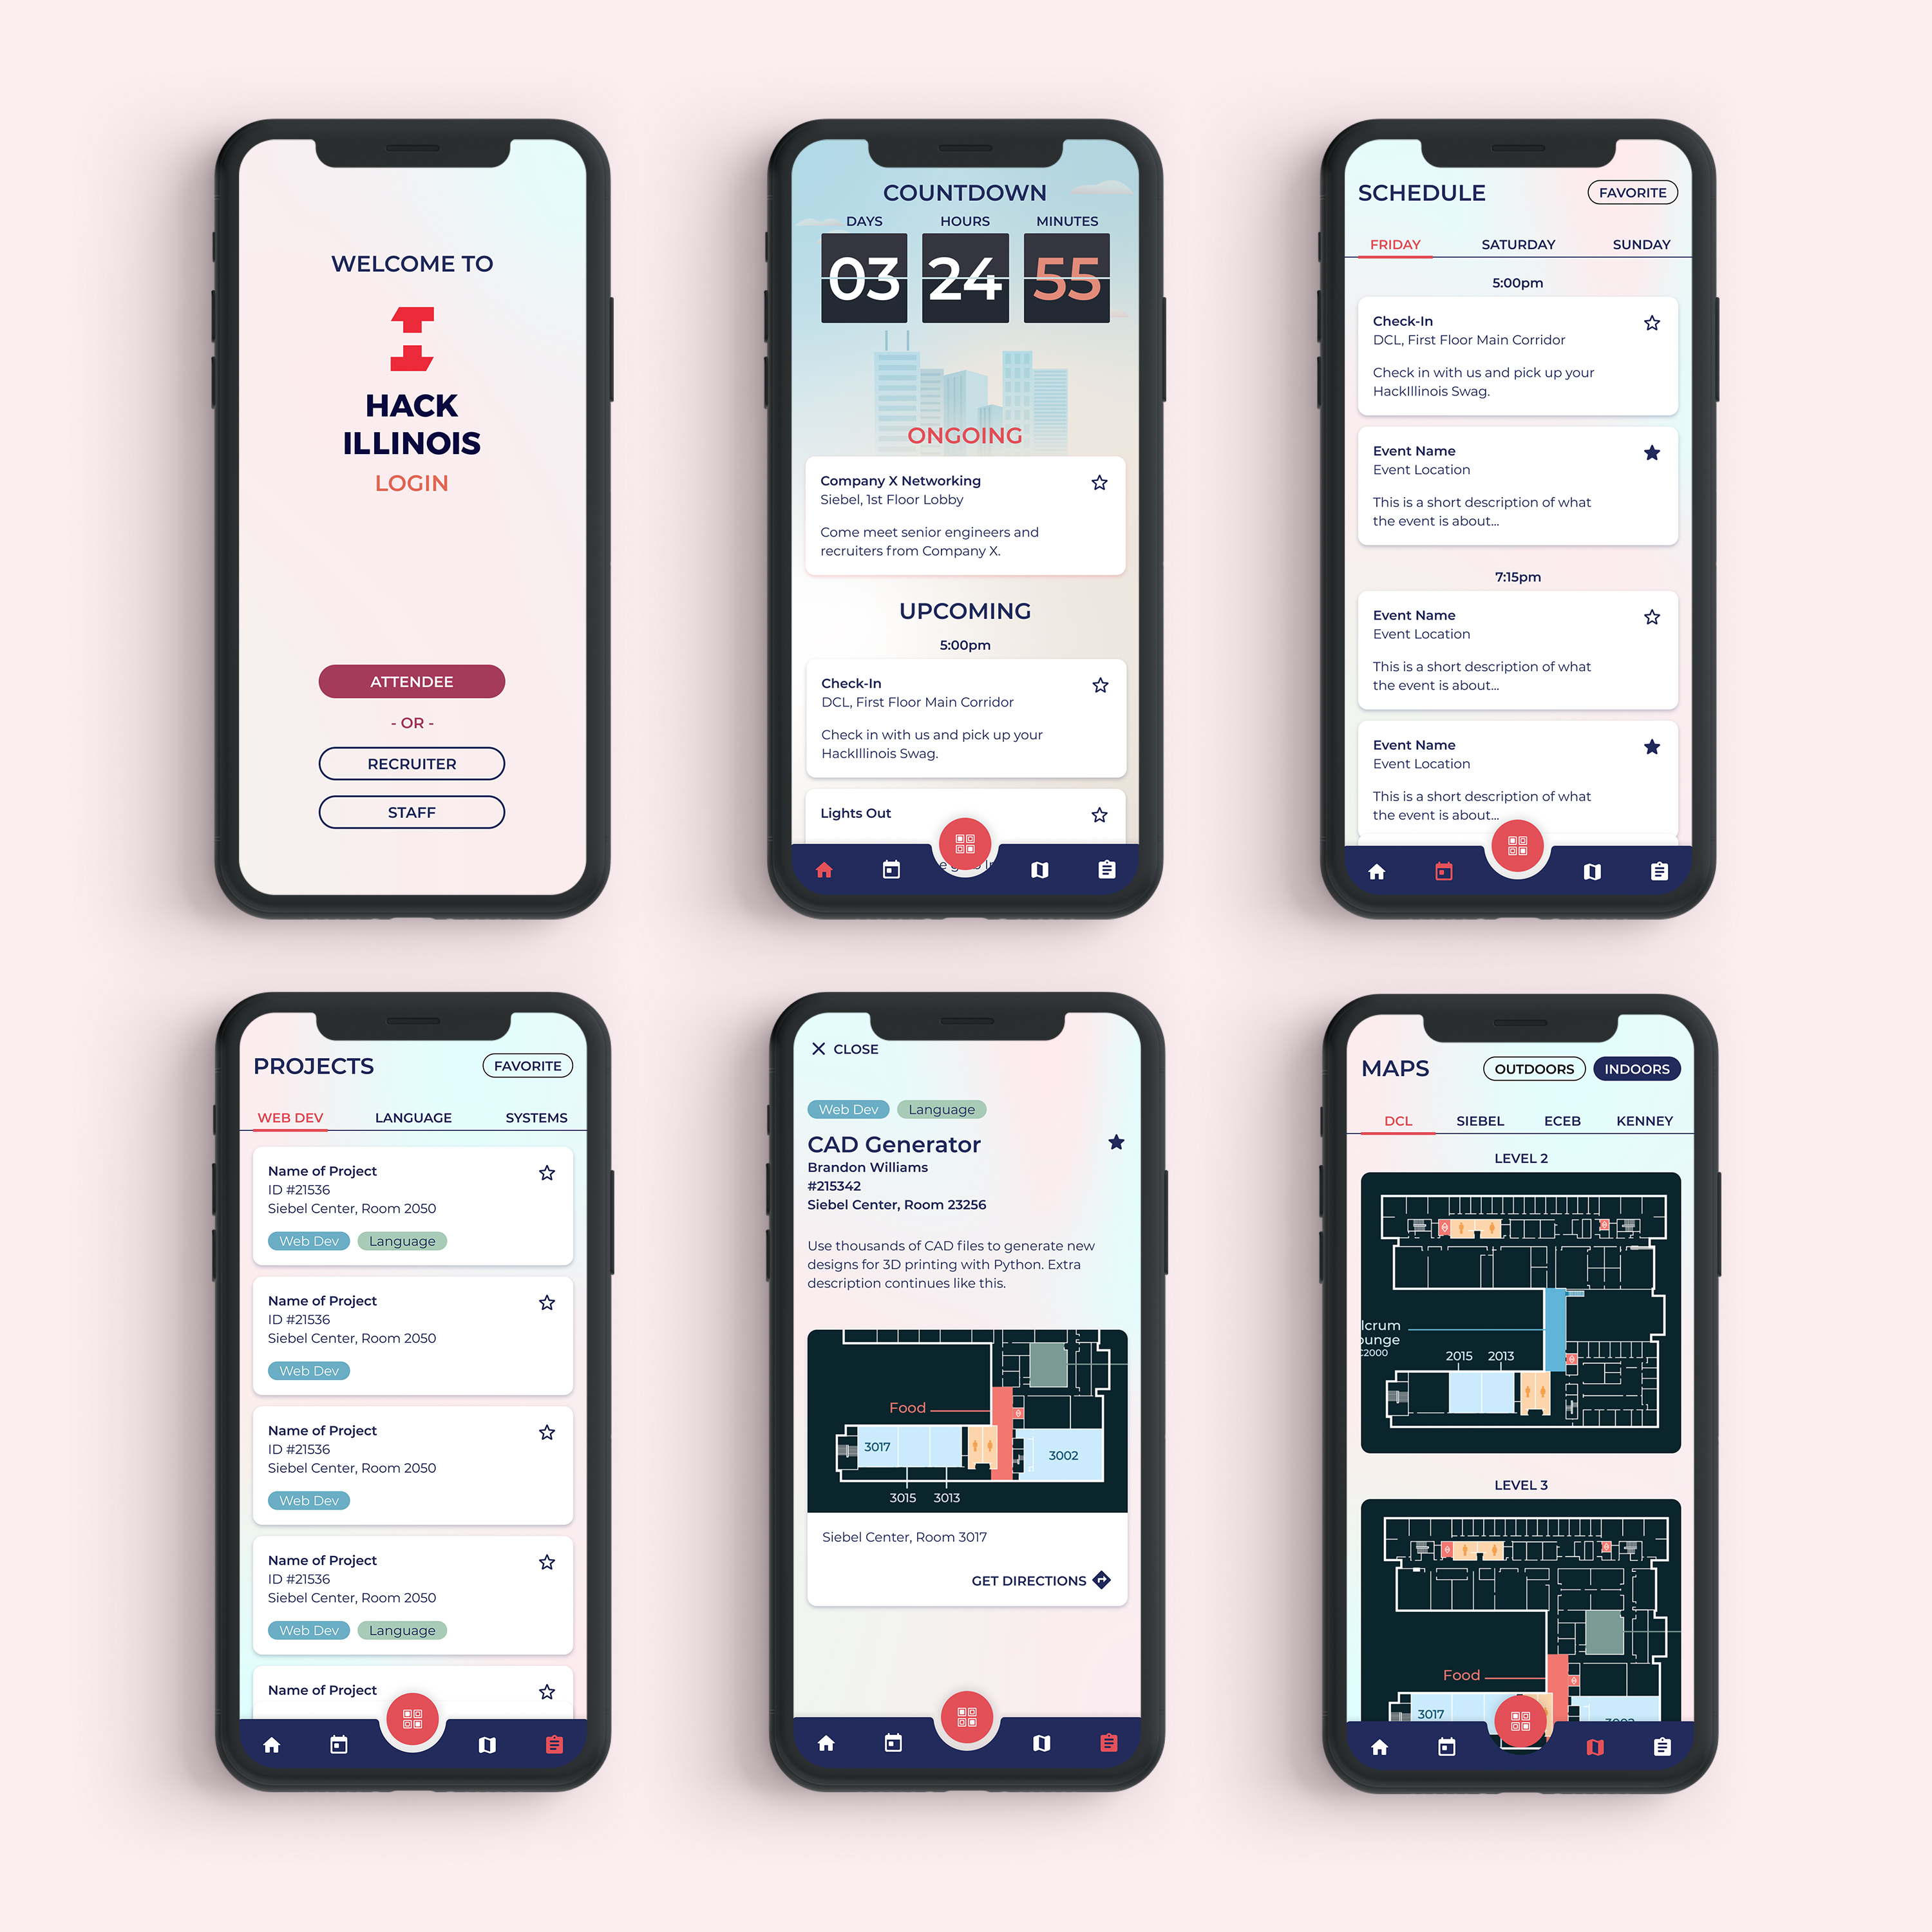 WELCOME TO
HACK
ILLINOIS
LOGIN
ATTENDEE
- OR -
RECRUITER
STAFF
COUNTDOWN
DAYS HOURS MINUTES
03 24 55
ONGOING
Company X Networking
Siebel, 1st Floor Lobby
Come meet senior engineers and
recruiters from Company X.
UPCOMING
5:00pm
Check-In
DCL, First Floor Main Corridor
Check in with us and pick up your
HackIllinois Swag.
Lights Out
SCHEDULE FAVORITE
FRIDAY SATURDAY SUNDAY
5:00pm
Check-In
DCL, First Floor Main Corridor
Check in with us and pick up your
HackIllinois Swag.
Event Name
Event Location
This is a short description of what
the event is about...
7:15pm
Event Name
Event Location
This is a short description of what
the event is about...
Event Name
Event Location
This is a short description of what
the event is about...
PROJECTS FAVORITE
WEB DEV LANGUAGE SYSTEMS
Name of Project
ID #21536
Siebel Center, Room 2050
Web Dev Language
Name of Project
ID #21536
Siebel Center, Room 2050
Web Dev
Name of Project
ID #21536
Siebel Center, Room 2050
Web Dev
Name of Project
ID #21536
Siebel Center, Room 2050
Web Dev Language
Name of Project
CLOSE
Web Dev Language
CAD Generator
Brandon Williams
#215342
Siebel Center, Room 23256
Use thousands of CAD files to generate new
designs for 3D printing with Python. Extra
description continues like this.
Food
3017 3002
3015 3013
Siebel Center, Room 3017
GET DIRECTIONS
MAPS OUTDOORS INDOORS
DCL SIEBEL ECEB KENNEY
LEVEL 2
lcrum
ounge
C2000
2015 2013
LEVEL 3
Food
3017